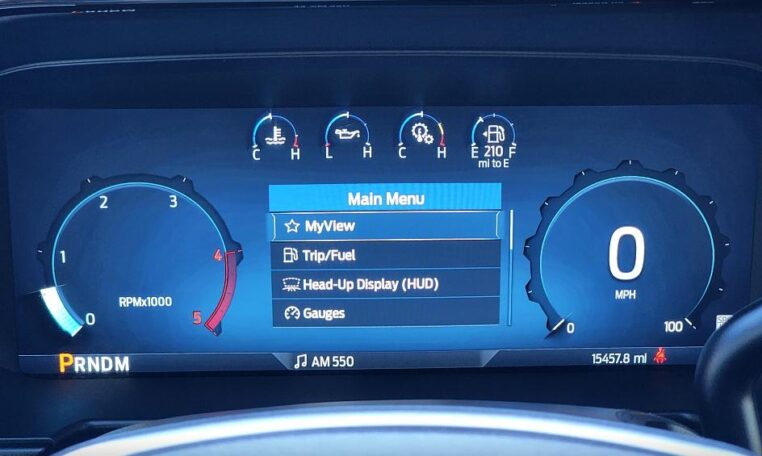 C H
L H
C H
E 210 F
mi to E
Main Menu
MyView
Trip/Fuel
Head-Up Display (HUD)
Gauges
0 1 2 3 4 5
RPMx1000
0
MPH
0 100
PRNDM
AM 550
15457.8 mi